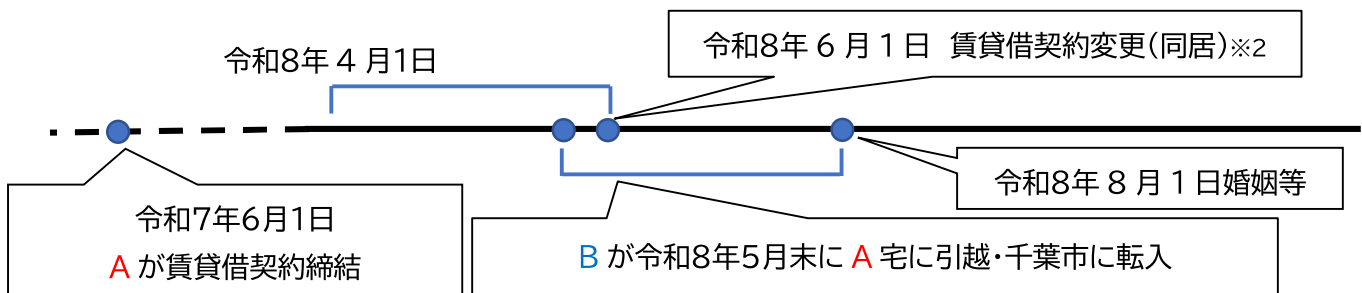 令和8年6月1日 賃貸借契約変更(同居)※2
令和8年4月1日
令和8年8月1日婚姻等
令和7年6月1日
Aが賃貸借契約締結
Bが令和8年5月末にA宅に引越・千葉市に転入